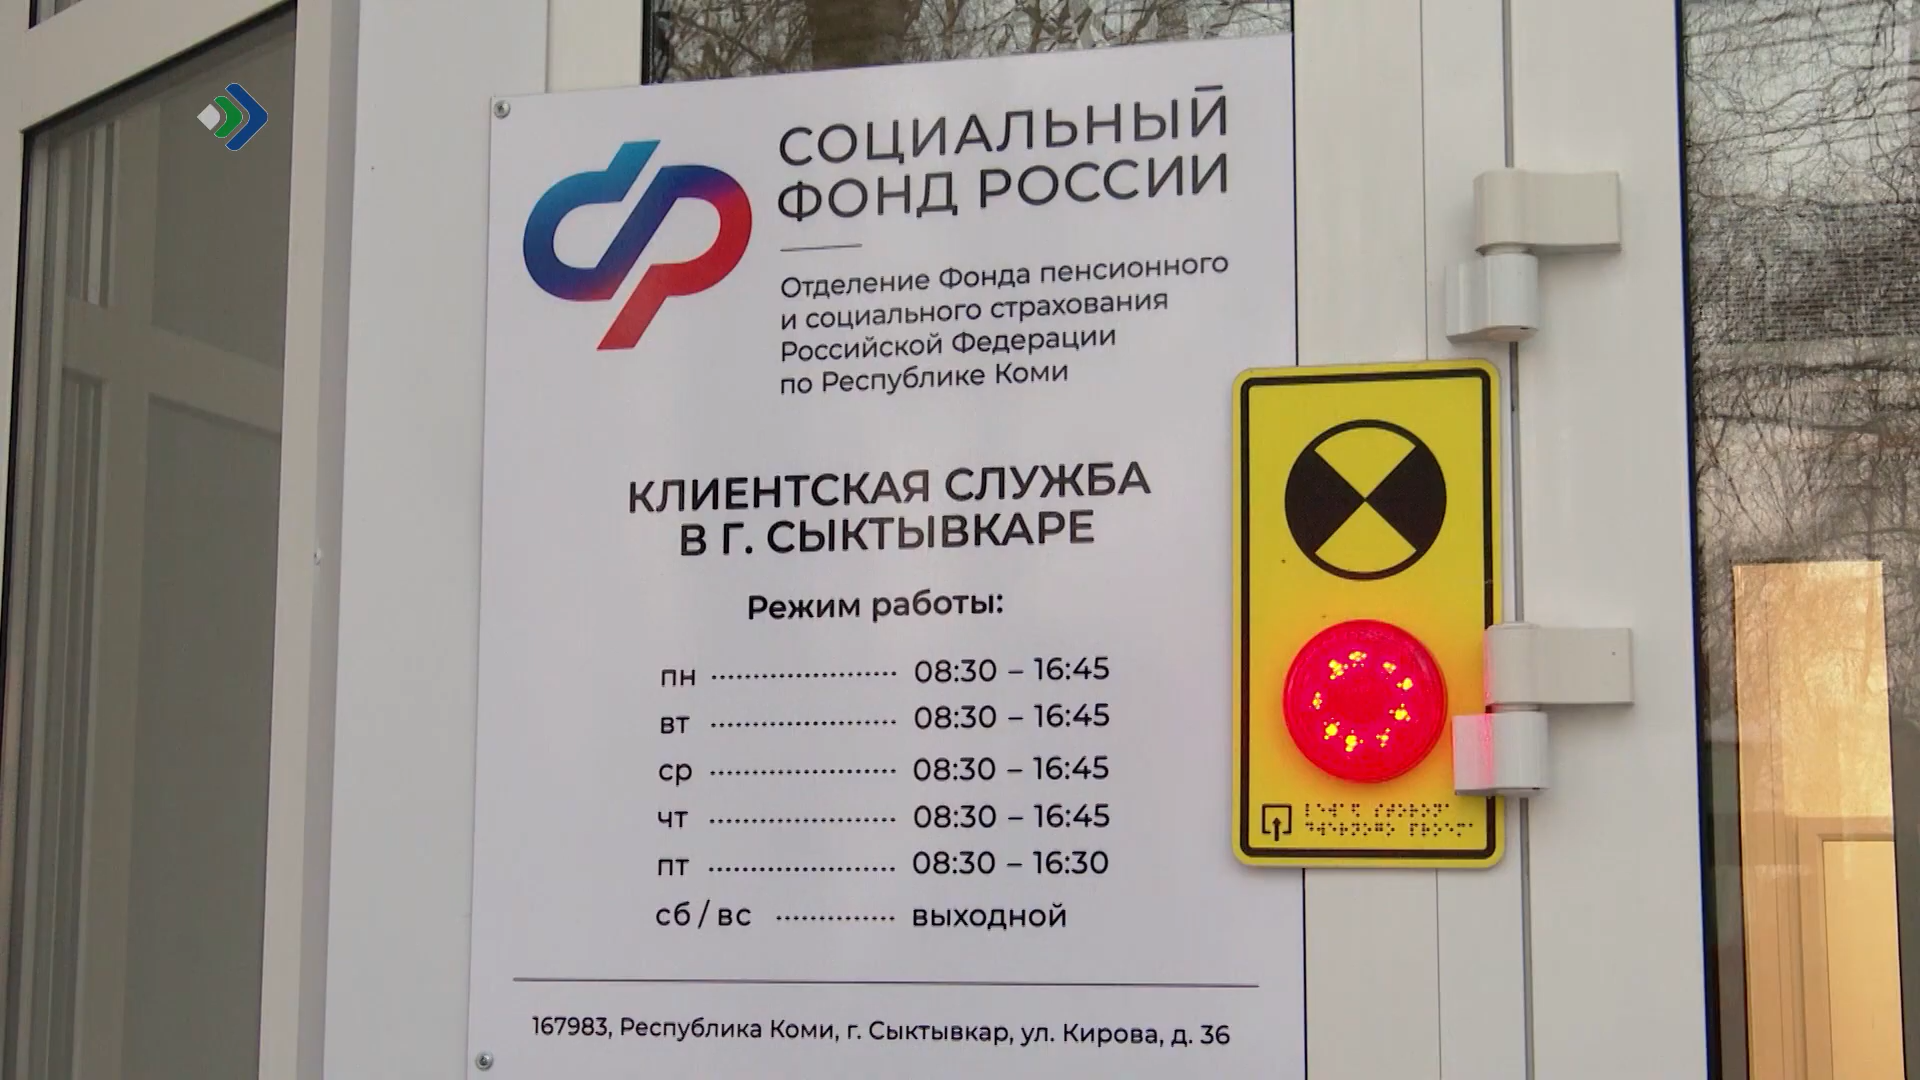 СОЦИАЛЬНЫЙ
ФОНД РОССИИ
Отделение Фонда пенсионного
и социального страхования
Российской Федерации
по Республике Коми
КЛИЕНТСКАЯ СЛУЖБА
В Г. СЫКТЫВКАРЕ
Режим работы:
пн ........................ 08:30 – 16:45
вт ........................ 08:30 – 16:45
ср ........................ 08:30 – 16:45
чт ........................ 08:30 – 16:45
пт ........................ 08:30 – 16:30
сб / вс ............... выходной
167983, Республика Коми, г. Сыктывкар, ул. Кирова, д. 36